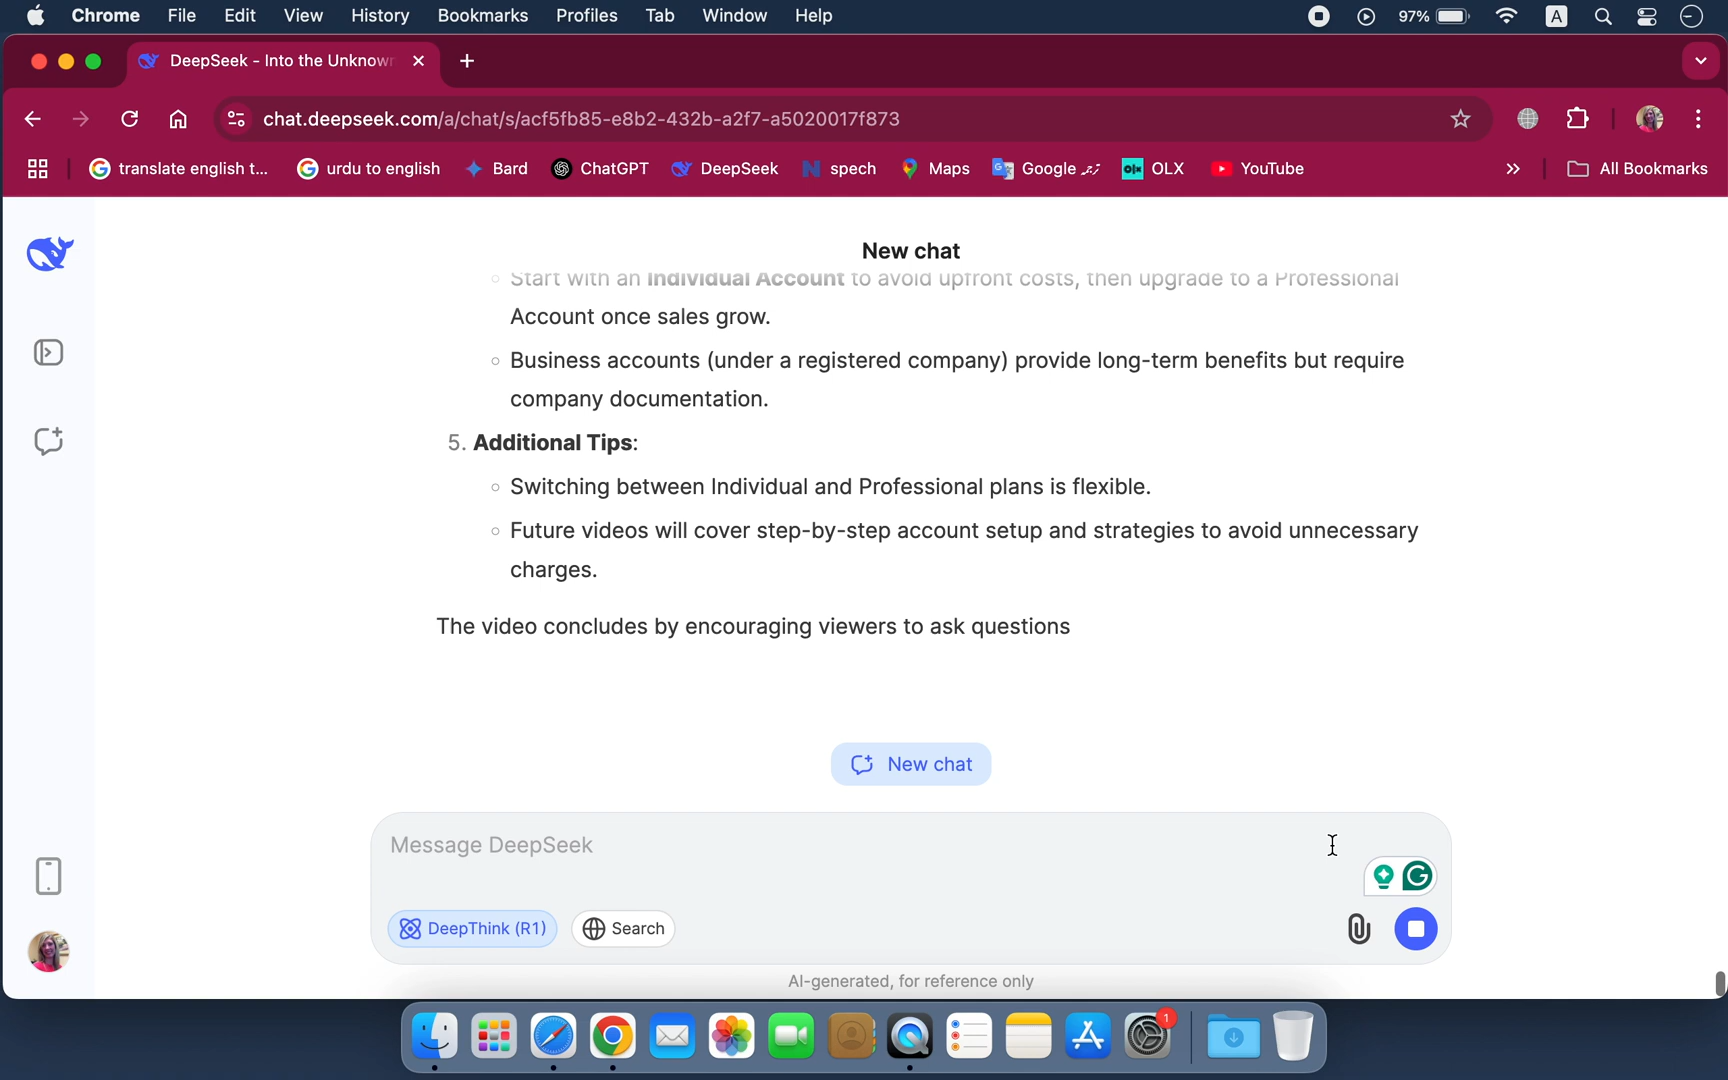 Chrome File Edit View History Bookmarks Profiles Tab Window Help 97% A
DeepSeek - Into the Unknown
chat.deepseek.com/a/chat/s/acf5fb85-e8b2-432b-a2f7-a5020017f873
translate english t... urdu to english Bard ChatGPT DeepSeek spech Maps Google ترجـ OLX YouTube All Bookmarks
New chat
Start with an Individual Account to avoid upfront costs, then upgrade to a Professional
Account once sales grow.
Business accounts (under a registered company) provide long-term benefits but require
company documentation.
5. Additional Tips:
Switching between Individual and Professional plans is flexible.
Future videos will cover step-by-step account setup and strategies to avoid unnecessary
charges.
The video concludes by encouraging viewers to ask questions
New chat
Message DeepSeek
DeepThink (R1) Search
AI-generated, for reference only
1